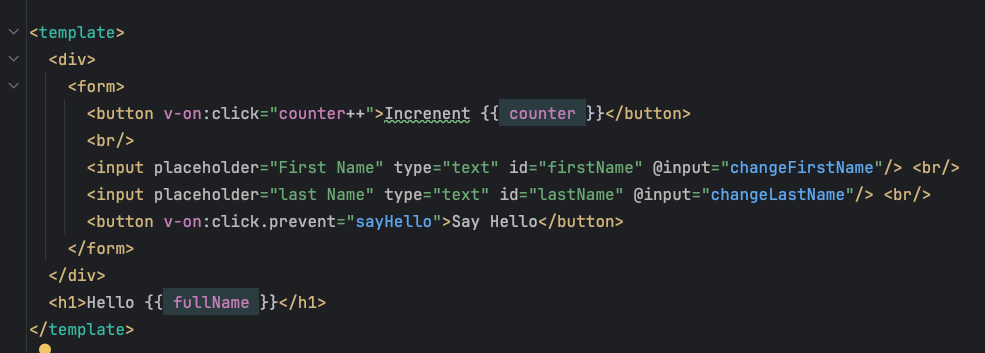 <template>
<div>
<form>
<button v-on:click="counter++">Increnent {{ counter }}</button>
<br/>
<input placeholder="First Name" type="text" id="firstName" @input="changeFirstName"/> <br/>
<input placeholder="last Name" type="text" id="lastName" @input="changeLastName"/> <br/>
<button v-on:click.prevent="sayHello">Say Hello</button>
</form>
</div>
<h1>Hello {{ fullName }}</h1>
</template>